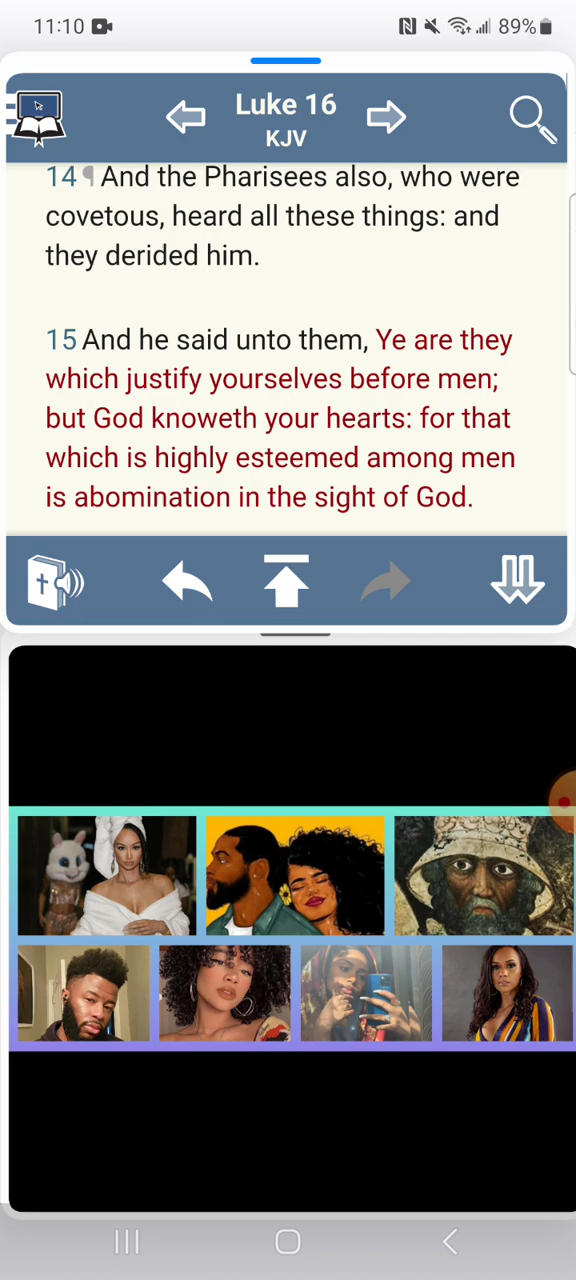 11:10
89%
Luke 16
KJV
14 ¶ And the Pharisees also, who were
covetous, heard all these things: and
they derided him.
15 And he said unto them, Ye are they
which justify yourselves before men;
but God knoweth your hearts: for that
which is highly esteemed among men
is abomination in the sight of God.